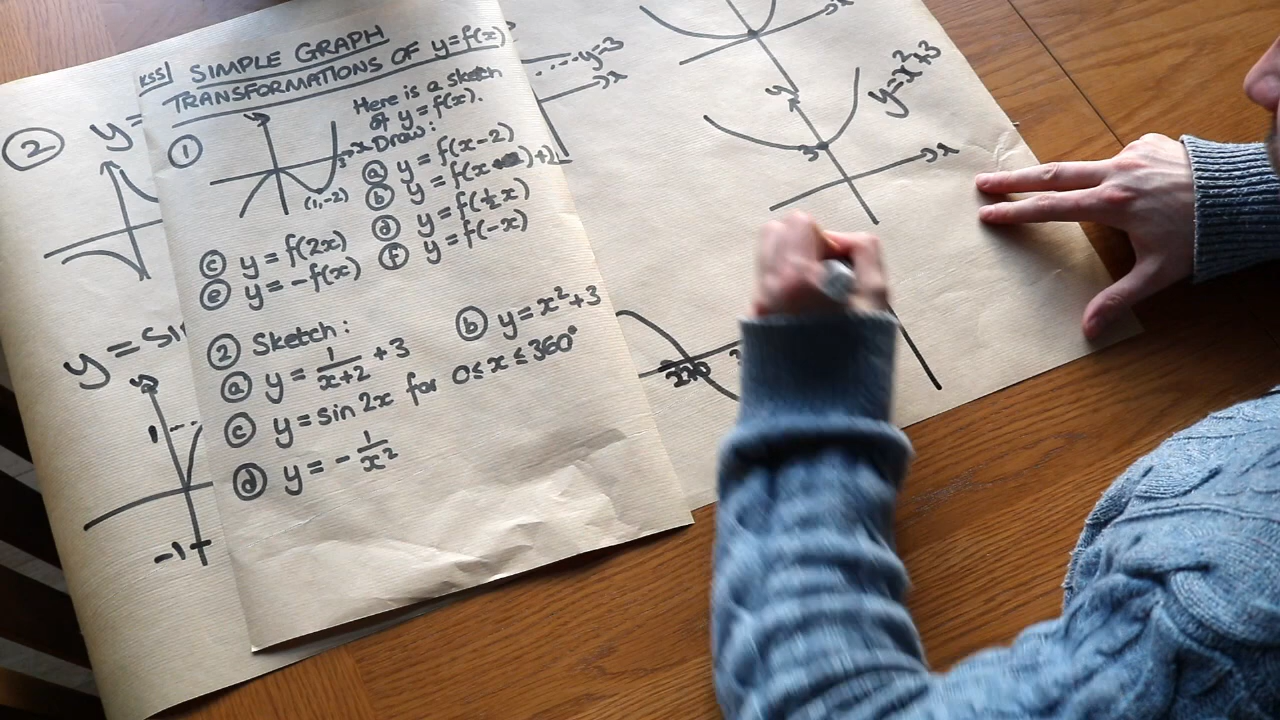 KS51 SIMPLE GRAPH
TRANSFORMATIONS OF y=f(x)
① Here is a sketch
of y=f(x).
Draw:
x
3
(1,-2)
ⓐ y=f(x-2)
ⓑ y=f(x+2
ⓒ y=f(2x) ⓓ y=f(½x)
ⓔ y=-f(x) ⓕ y=f(-x)
② Sketch:
ⓐ y=1/(x+2) +3 ⓑ y=x²+3
ⓒ y=sin 2x for 0≤x≤360°
ⓓ y=-1/x²
② y=
y=sin
y
1
-1
y=3
x
x
y
y=x²+3
3
x
270